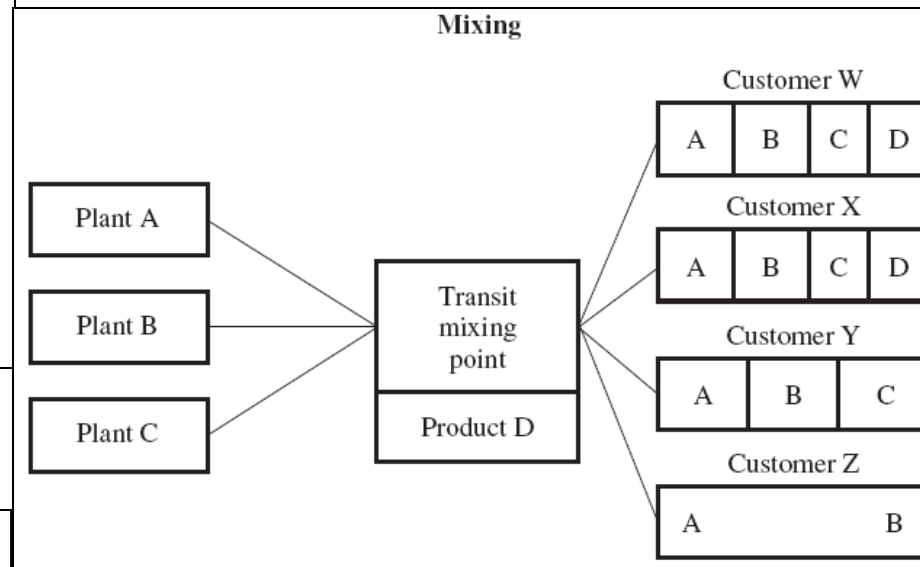 Mixing
Plant A
Plant B
Plant C
Transit
mixing
point
Product D
Customer W
A B C D
Customer X
A B C D
Customer Y
A B C
Customer Z
A B